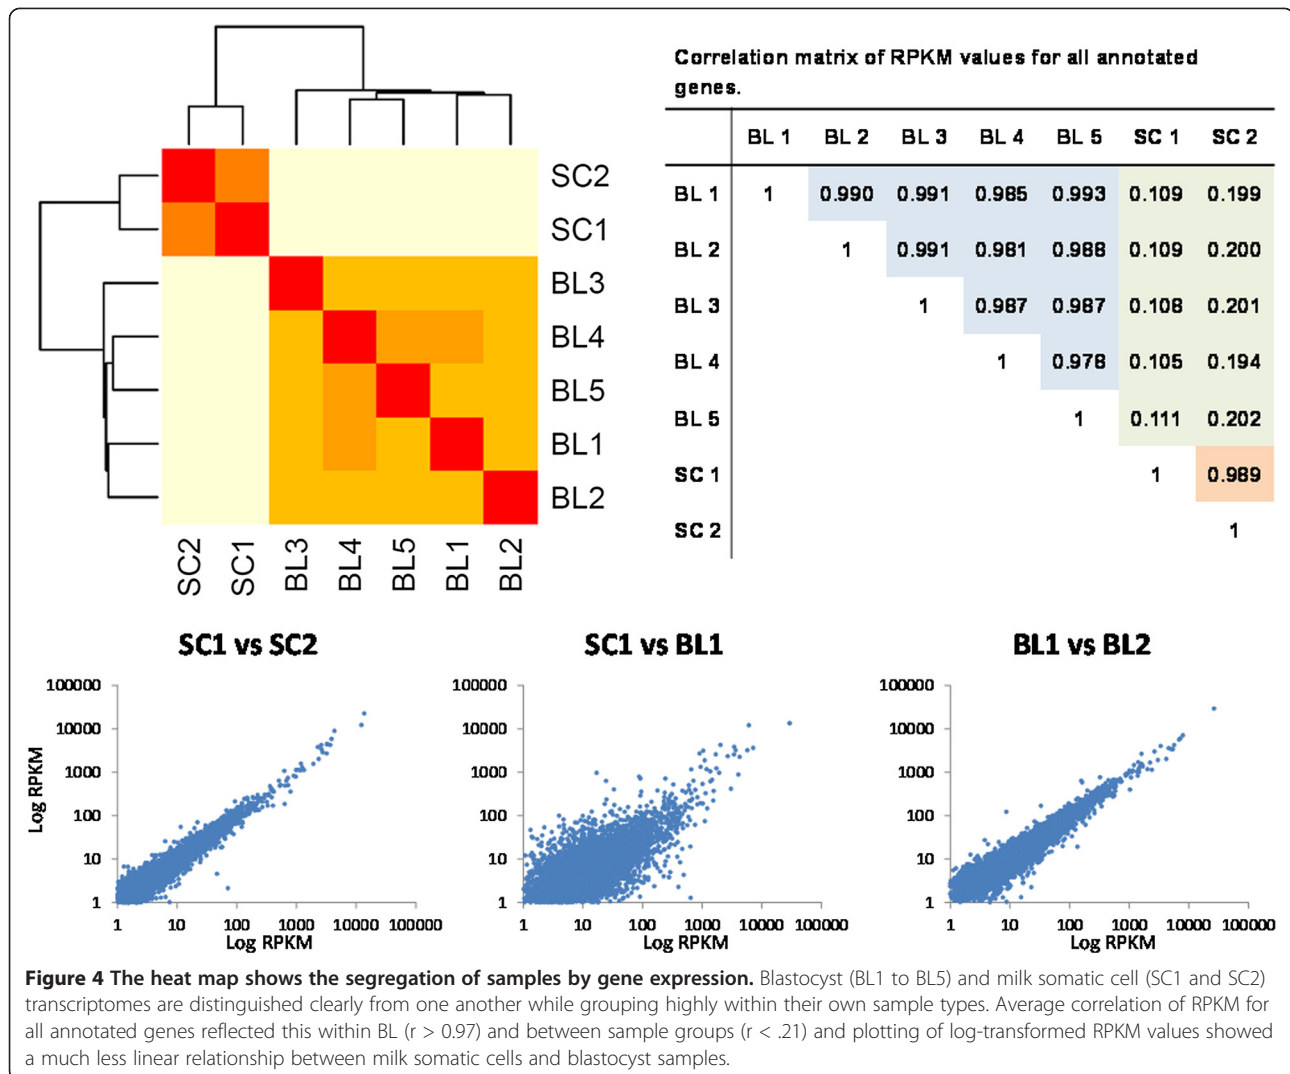 SC2
SC1
BL3
BL4
BL5
BL1
BL2
SC2
SC1
BL3
BL4
BL5
BL1
BL2
Correlation matrix of RPKM values for all annotated
genes.
BL 1 BL 2 BL 3 BL 4 BL 5 SC 1 SC 2
BL 1 1 0.990 0.991 0.985 0.993 0.109 0.199
BL 2 1 0.991 0.981 0.988 0.109 0.200
BL 3 1 0.987 0.987 0.108 0.201
BL 4 1 0.978 0.105 0.194
BL 5 1 0.111 0.202
SC 1 1 0.989
SC 2 1
SC1 vs SC2
100000
10000
1000
100
10
1
Log RPKM
1 10 100 1000 10000 100000
Log RPKM
SC1 vs BL1
100000
10000
1000
100
10
1
1 10 100 1000 10000 100000
Log RPKM
BL1 vs BL2
100000
10000
1000
100
10
1
1 10 100 1000 10000 100000
Log RPKM
Figure 4 The heat map shows the segregation of samples by gene expression. Blastocyst (BL1 to BL5) and milk somatic cell (SC1 and SC2)
transcriptomes are distinguished clearly from one another while grouping highly within their own sample types. Average correlation of RPKM for
all annotated genes reflected this within BL (r > 0.97) and between sample groups (r < .21) and plotting of log-transformed RPKM values showed
a much less linear relationship between milk somatic cells and blastocyst samples.